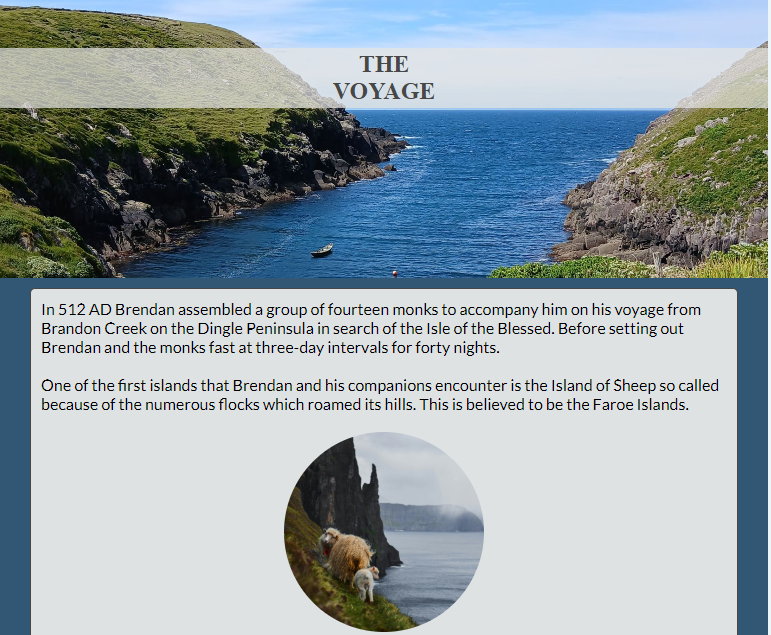 THE
VOYAGE
In 512 AD Brendan assembled a group of fourteen monks to accompany him on his voyage from
Brandon Creek on the Dingle Peninsula in search of the Isle of the Blessed. Before setting out
Brendan and the monks fast at three-day intervals for forty nights.
One of the first islands that Brendan and his companions encounter is the Island of Sheep so called
because of the numerous flocks which roamed its hills. This is believed to be the Faroe Islands.